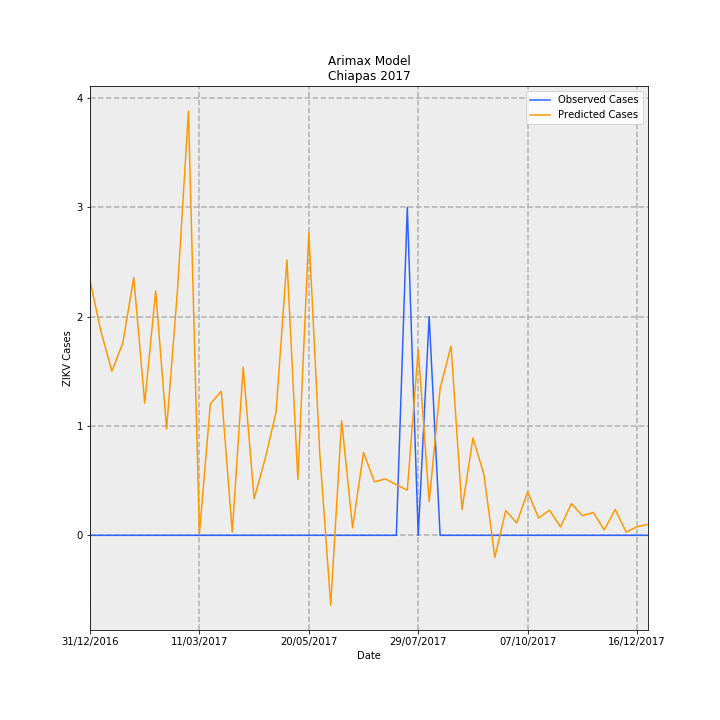 Arimax Model
Chiapas 2017
Observed Cases
Predicted Cases
4
3
2
1
0
ZIKV Cases
31/12/2016
11/03/2017
20/05/2017
29/07/2017
07/10/2017
16/12/2017
Date